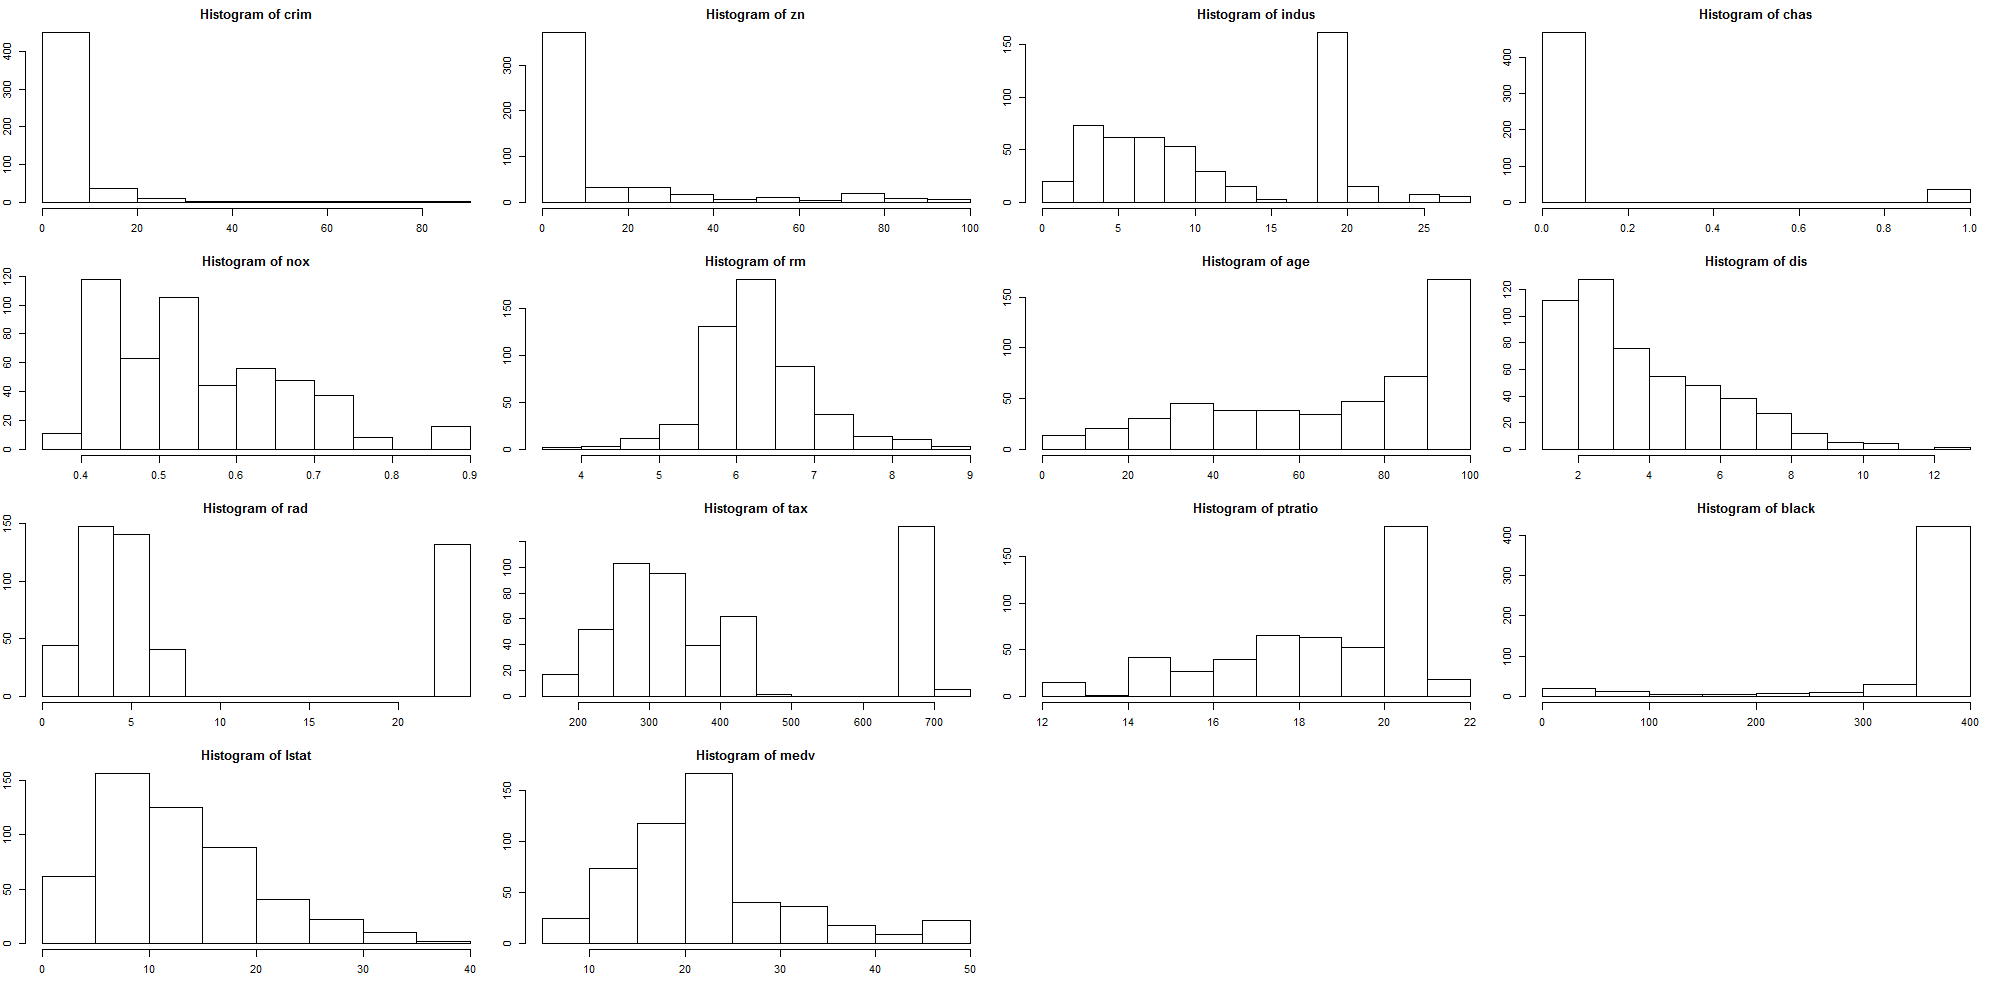 Histogram of crim
0 100 200 300 400
0 20 40 60 80
Histogram of zn
0 100 200 300
0 20 40 60 80 100
Histogram of indus
0 50 100 150
0 5 10 15 20 25
Histogram of chas
0 100 200 300 400
0.0 0.2 0.4 0.6 0.8 1.0
Histogram of nox
0 20 40 60 80 100 120
0.4 0.5 0.6 0.7 0.8 0.9
Histogram of rm
0 50 100 150
4 5 6 7 8 9
Histogram of age
0 50 100 150
0 20 40 60 80 100
Histogram of dis
0 20 40 60 80 100 120
2 4 6 8 10 12
Histogram of rad
0 50 100 150
0 5 10 15 20
Histogram of tax
0 20 40 60 80 100
200 300 400 500 600 700
Histogram of ptratio
0 50 100 150
12 14 16 18 20 22
Histogram of black
0 100 200 300 400
0 100 200 300 400
Histogram of lstat
0 50 100 150
0 10 20 30 40
Histogram of medv
0 50 100 150
10 20 30 40 50